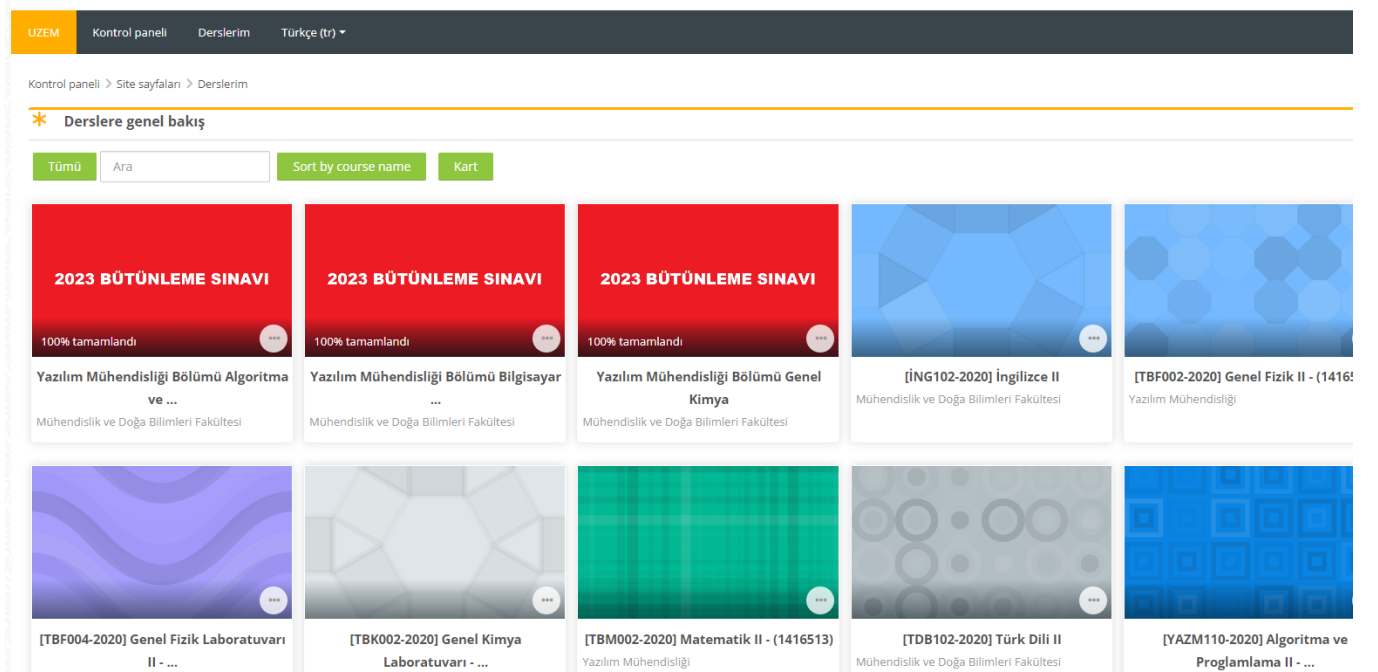 UZEM Kontrol paneli Derslerim Türkçe (tr)
Kontrol paneli > Site sayfaları > Derslerim
Derslere genel bakış
Tümü Ara Sort by course name Kart
2023 BÜTÜNLEME SINAVI
100% tamamlandı
Yazılım Mühendisliği Bölümü Algoritma
ve ...
Mühendislik ve Doğa Bilimleri Fakültesi
2023 BÜTÜNLEME SINAVI
100% tamamlandı
Yazılım Mühendisliği Bölümü Bilgisayar
...
Mühendislik ve Doğa Bilimleri Fakültesi
2023 BÜTÜNLEME SINAVI
100% tamamlandı
Yazılım Mühendisliği Bölümü Genel
Kimya
Mühendislik ve Doğa Bilimleri Fakültesi
[İNG102-2020] İngilizce II
Mühendislik ve Doğa Bilimleri Fakültesi
[TBF002-2020] Genel Fizik II - (14165
Yazılım Mühendisliği
[TBF004-2020] Genel Fizik Laboratuvarı
II - ...
[TBK002-2020] Genel Kimya
Laboratuvarı - ...
[TBM002-2020] Matematik II - (1416513)
Yazılım Mühendisliği
[TDB102-2020] Türk Dili II
Mühendislik ve Doğa Bilimleri Fakültesi
[YAZM110-2020] Algoritma ve
Proglamlama II - ...